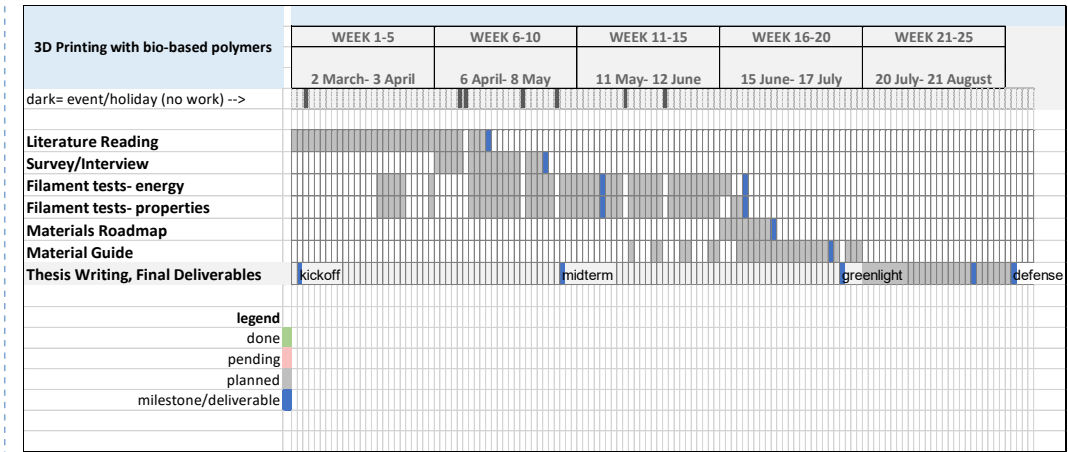 3D Printing with bio-based polymers
WEEK 1-5 WEEK 6-10 WEEK 11-15 WEEK 16-20 WEEK 21-25
2 March- 3 April 6 April- 8 May 11 May- 12 June 15 June- 17 July 20 July- 21 August
dark= event/holiday (no work) -->
Literature Reading
Survey/Interview
Filament tests- energy
Filament tests- properties
Materials Roadmap
Material Guide
Thesis Writing, Final Deliverables kickoff midterm greenlight defense
legend
done
pending
planned
milestone/deliverable